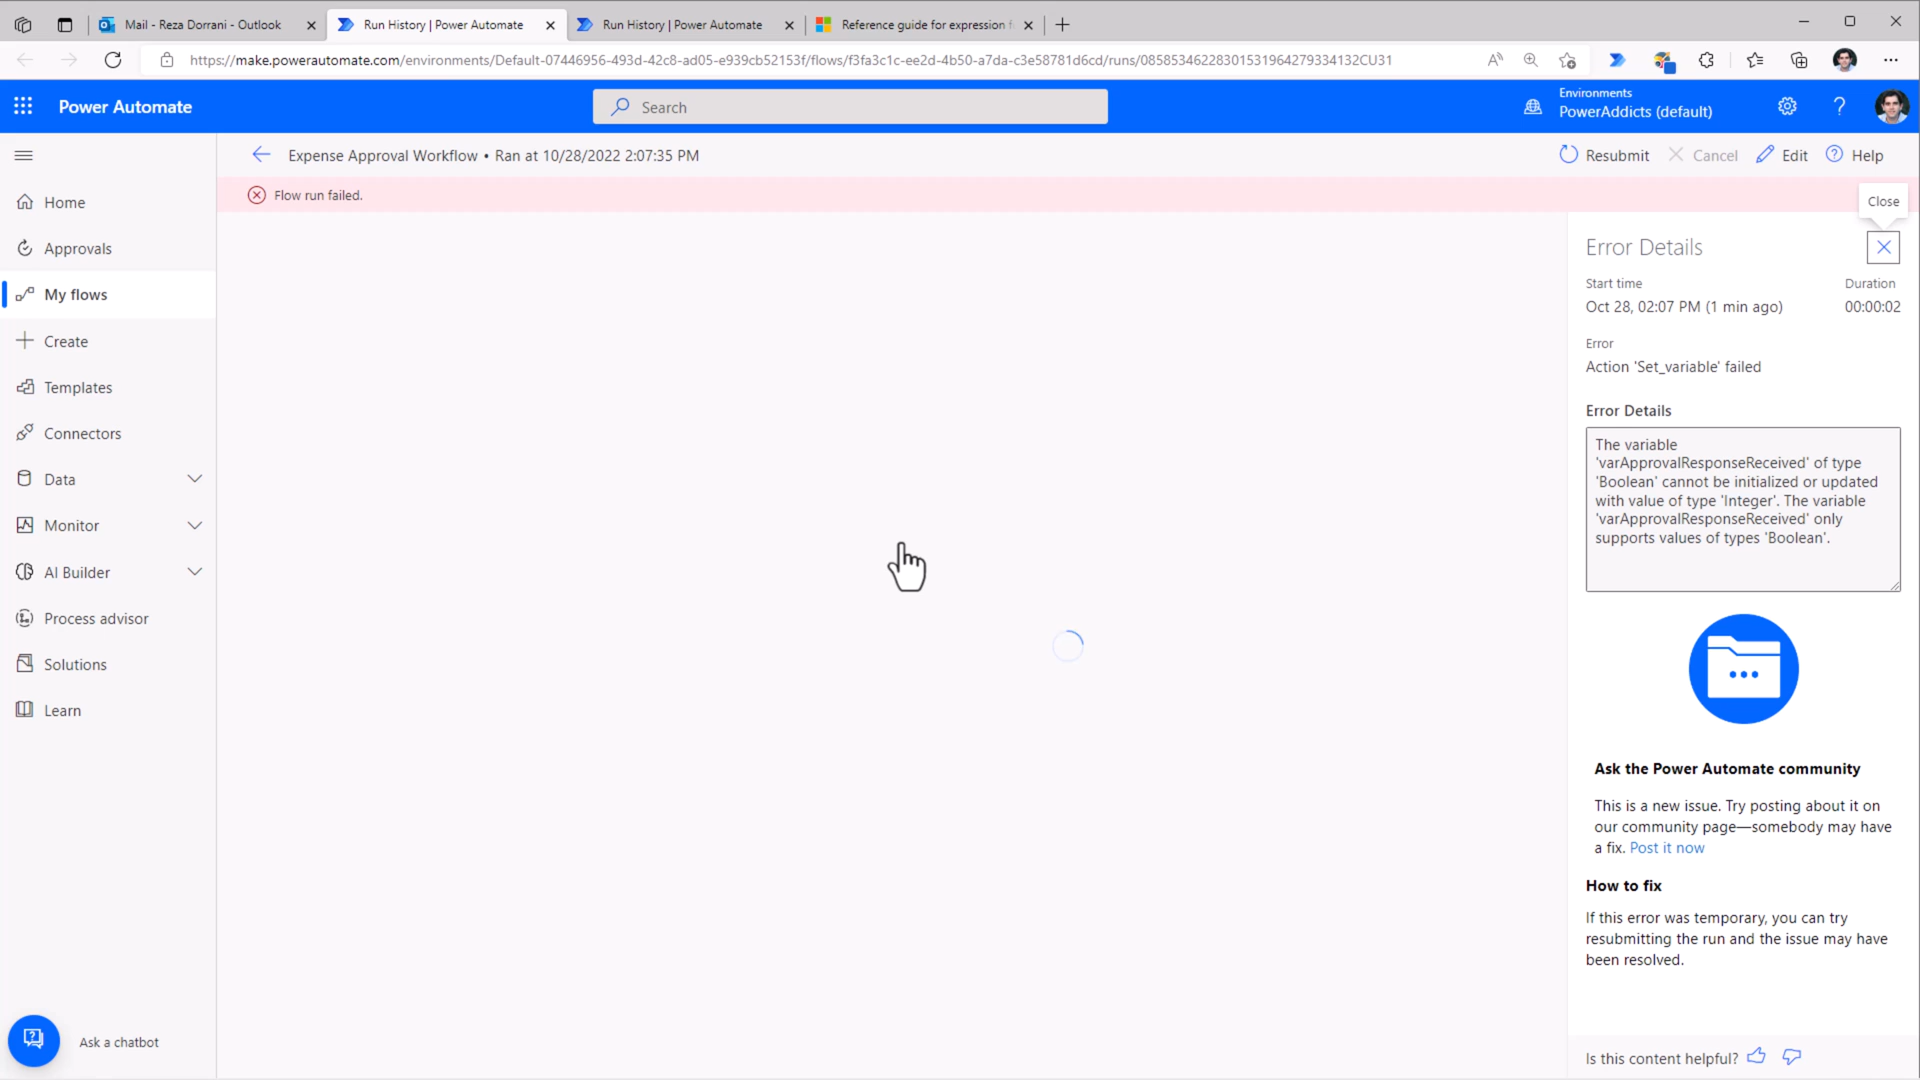 Mail - Reza Dorrani - Outlook
Run History | Power Automate
Run History | Power Automate
Reference guide for expression f
https://make.powerautomate.com/environments/Default-07446956-493d-42c8-ad05-e939cb52153f/flows/f3fa3c1c-ee2d-4b50-a7da-c3e58781d6cd/runs/08585346228301531964279334132CU31
Power Automate
Search
Environments
PowerAddicts (default)
Expense Approval Workflow • Ran at 10/28/2022 2:07:35 PM
Resubmit
Cancel
Edit
Help
Flow run failed.
Close
Home
Approvals
My flows
Create
Templates
Connectors
Data
Monitor
AI Builder
Process advisor
Solutions
Learn
Ask a chatbot
Error Details
Start time
Duration
Oct 28, 02:07 PM (1 min ago)
00:00:02
Error
Action 'Set_variable' failed
Error Details
The variable
'varApprovalResponseReceived' of type
'Boolean' cannot be initialized or updated
with value of type 'Integer'. The variable
'varApprovalResponseReceived' only
supports values of types 'Boolean'.
Ask the Power Automate community
This is a new issue. Try posting about it on
our community page—somebody may have
a fix. Post it now
How to fix
If this error was temporary, you can try
resubmitting the run and the issue may have
been resolved.
Is this content helpful?